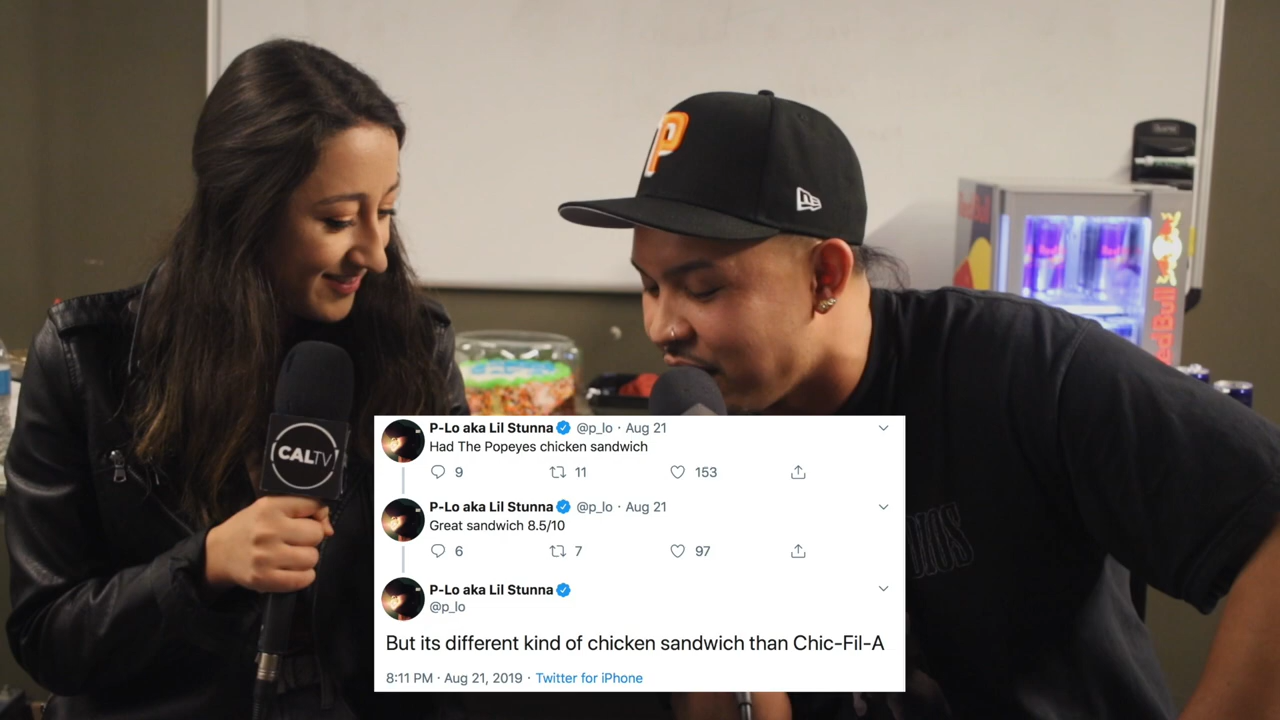 P
Red Bull
CALTV
P-Lo aka Lil Stunna @p_lo · Aug 21
Had The Popeyes chicken sandwich
9 11 153
P-Lo aka Lil Stunna @p_lo · Aug 21
Great sandwich 8.5/10
6 7 97
P-Lo aka Lil Stunna
@p_lo
But its different kind of chicken sandwich than Chic-Fil-A
8:11 PM · Aug 21, 2019 · Twitter for iPhone